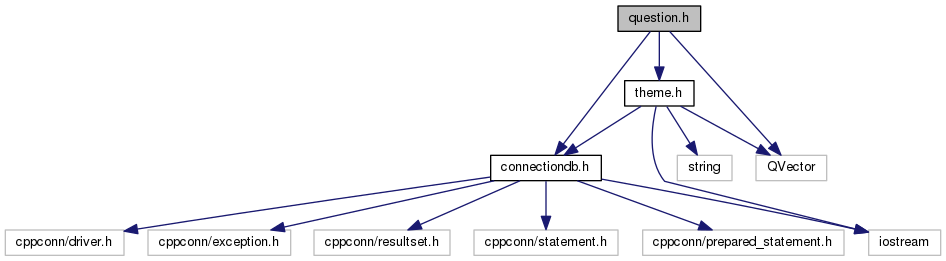 question.h
theme.h
connectiondb.h
string
QVector
cppconn/driver.h
cppconn/exception.h
cppconn/resultset.h
cppconn/statement.h
cppconn/prepared_statement.h
iostream